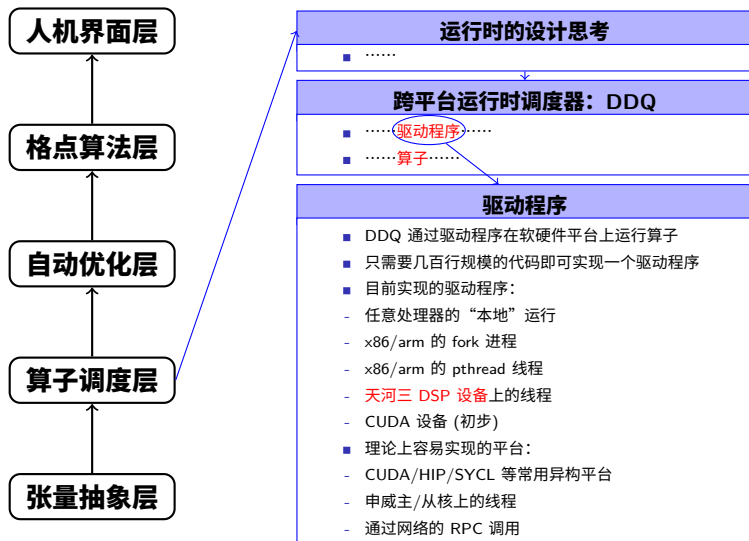 人机界面层
格点算法层
自动优化层
算子调度层
张量抽象层
运行时的设计思考
……
跨平台运行时调度器：DDQ
……驱动程序……
……算子……
驱动程序
DDQ 通过驱动程序在软硬件平台上运行算子
只需要几百行规模的代码即可实现一个驱动程序
目前实现的驱动程序：
- 任意处理器的“本地”运行
- x86/arm 的 fork 进程
- x86/arm 的 pthread 线程
- 天河三 DSP 设备上的线程
- CUDA 设备 (初步)
理论上容易实现的平台：
- CUDA/HIP/SYCL 等常用异构平台
- 申威主/从核上的线程
- 通过网络的 RPC 调用